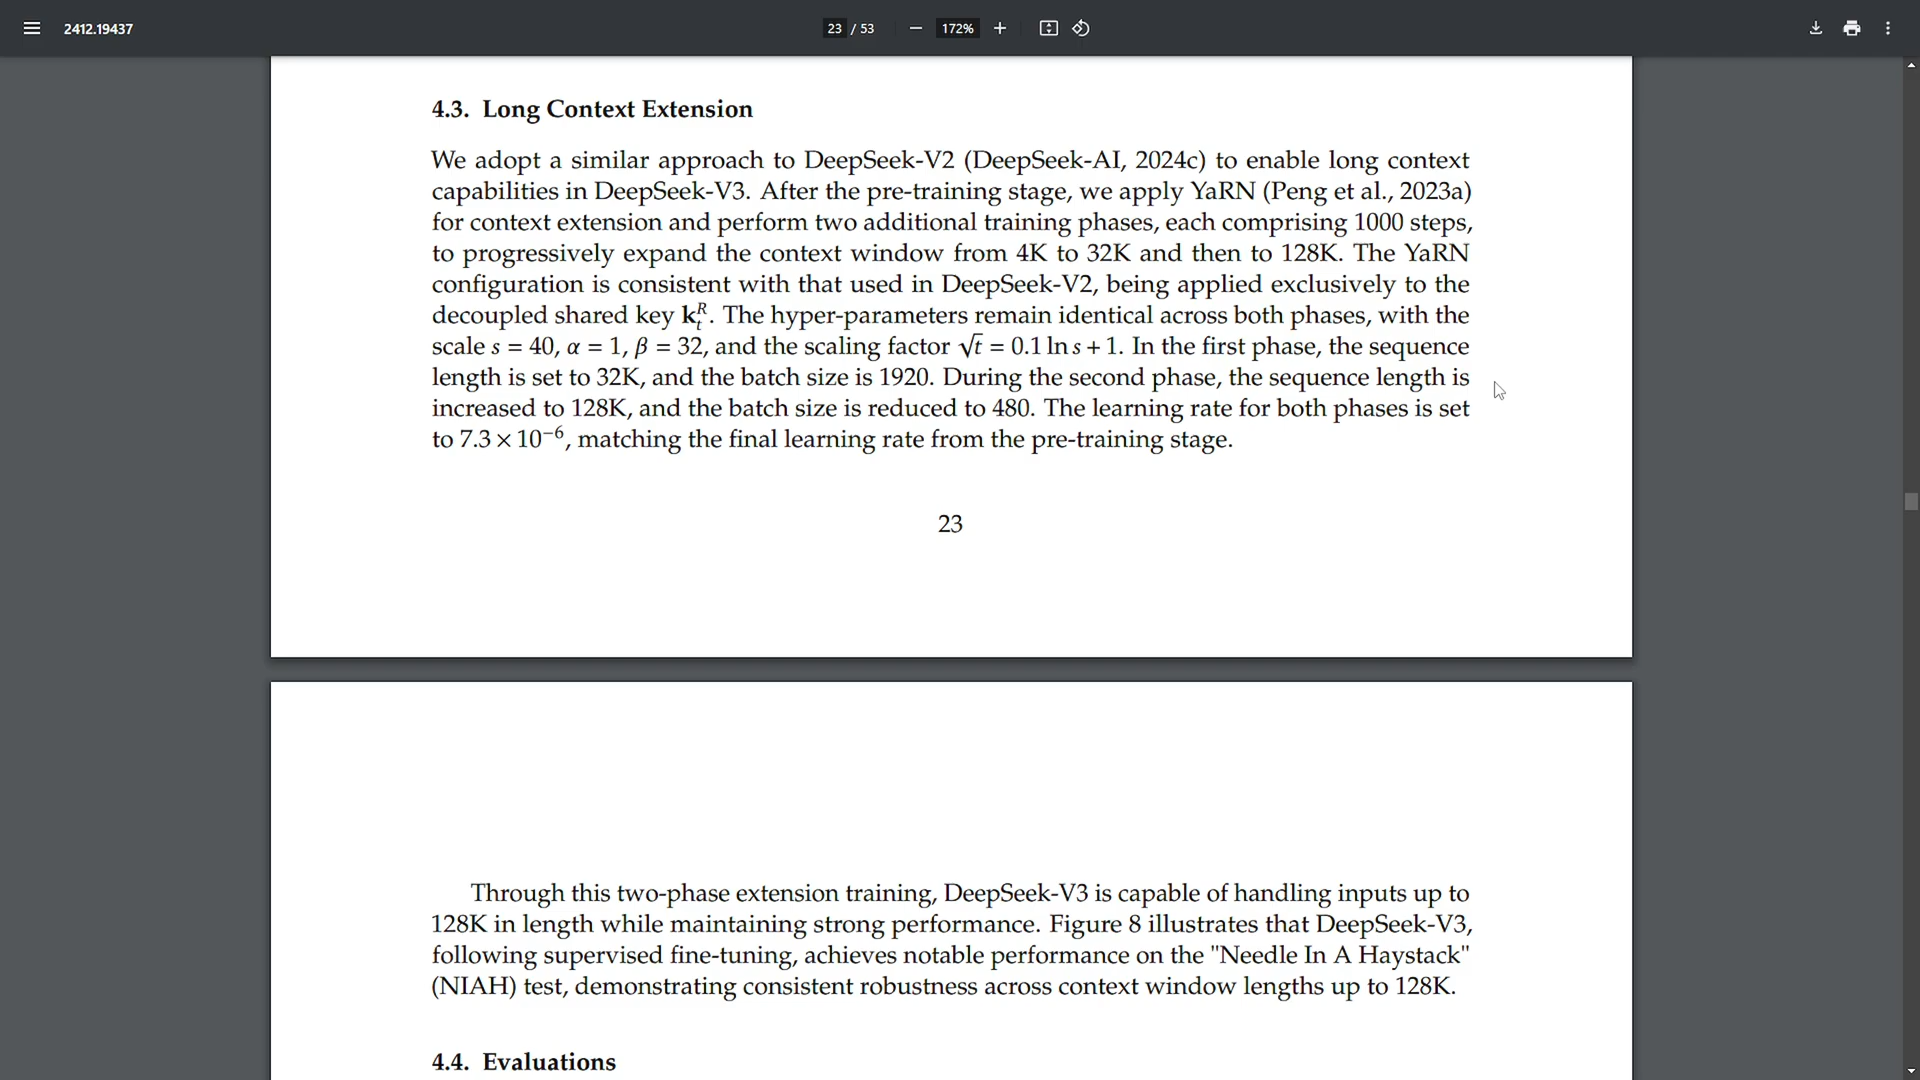 2412.19437
23 / 53
172%
4.3. Long Context Extension
We adopt a similar approach to DeepSeek-V2 (DeepSeek-AI, 2024c) to enable long context
capabilities in DeepSeek-V3. After the pre-training stage, we apply YaRN (Peng et al., 2023a)
for context extension and perform two additional training phases, each comprising 1000 steps,
to progressively expand the context window from 4K to 32K and then to 128K. The YaRN
configuration is consistent with that used in DeepSeek-V2, being applied exclusively to the
decoupled shared key k_t^R. The hyper-parameters remain identical across both phases, with the
scale s = 40, α = 1, β = 32, and the scaling factor √t = 0.1 ln s + 1. In the first phase, the sequence
length is set to 32K, and the batch size is 1920. During the second phase, the sequence length is
increased to 128K, and the batch size is reduced to 480. The learning rate for both phases is set
to 7.3 × 10⁻⁶, matching the final learning rate from the pre-training stage.
23
Through this two-phase extension training, DeepSeek-V3 is capable of handling inputs up to
128K in length while maintaining strong performance. Figure 8 illustrates that DeepSeek-V3,
following supervised fine-tuning, achieves notable performance on the "Needle In A Haystack"
(NIAH) test, demonstrating consistent robustness across context window lengths up to 128K.
4.4. Evaluations